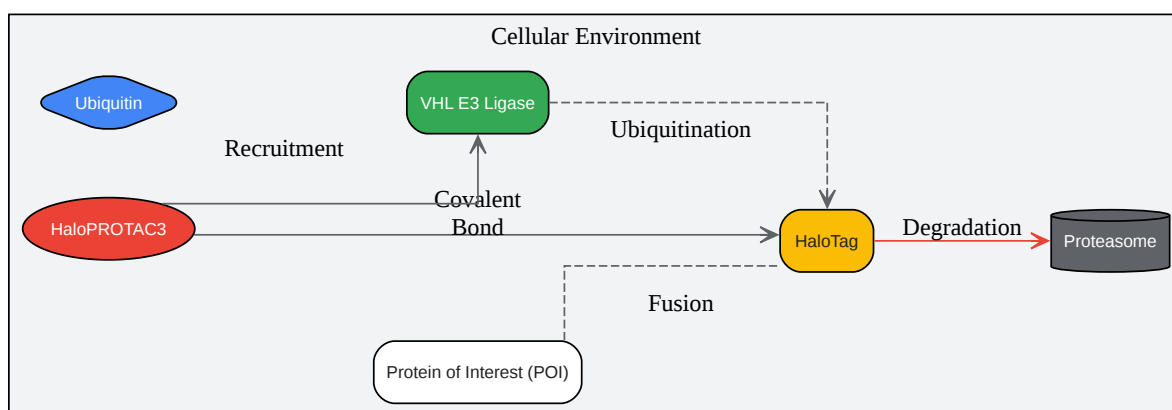 Cellular Environment
Ubiquitin
VHL E3 Ligase
Ubiquitination
Recruitment
Covalent
Bond
HaloPROTAC3
HaloTag
Degradation
Proteasome
Fusion
Protein of Interest (POI)